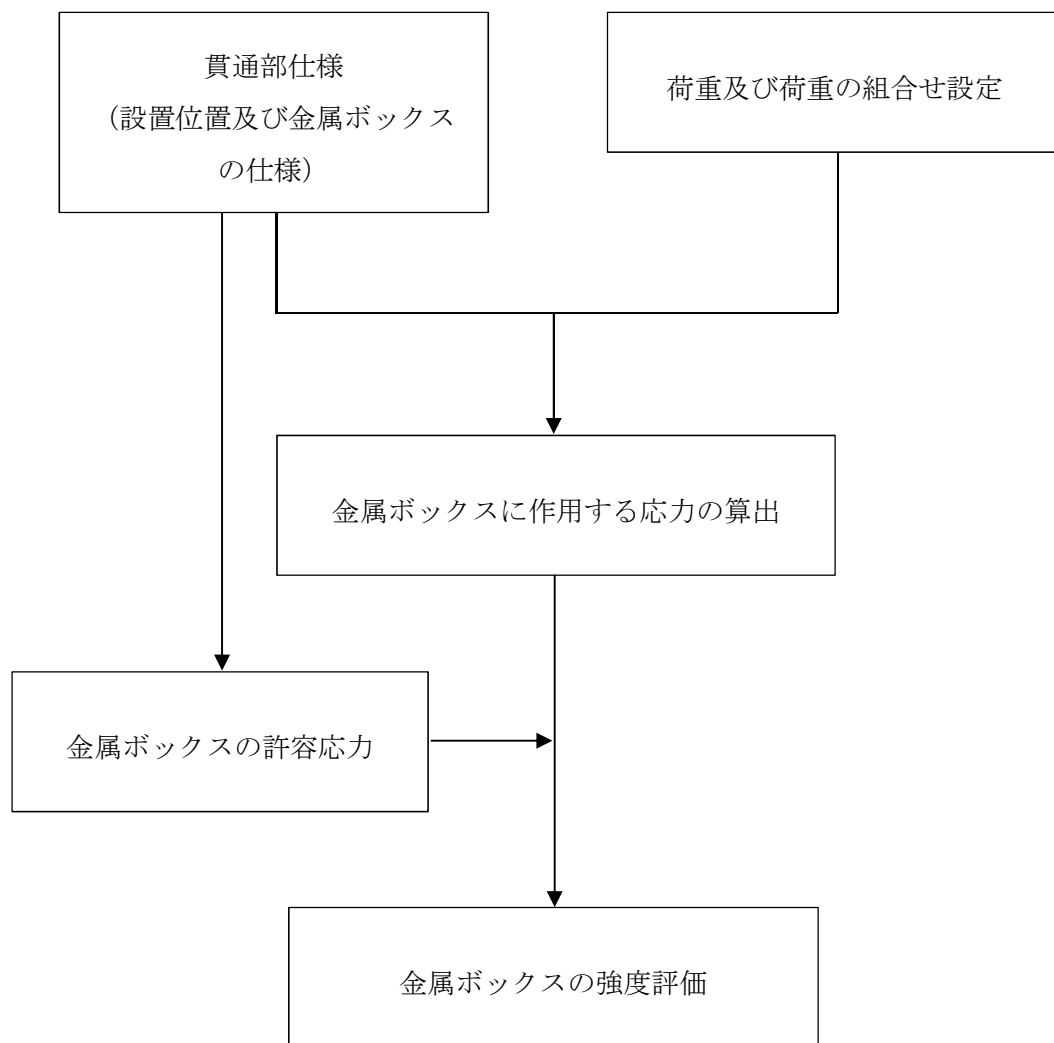 貫通部仕様
（設置位置及び金属ボックス
の仕様）
荷重及び荷重の組合せ設定
金属ボックスに作用する応力の算出
金属ボックスの許容応力
金属ボックスの強度評価